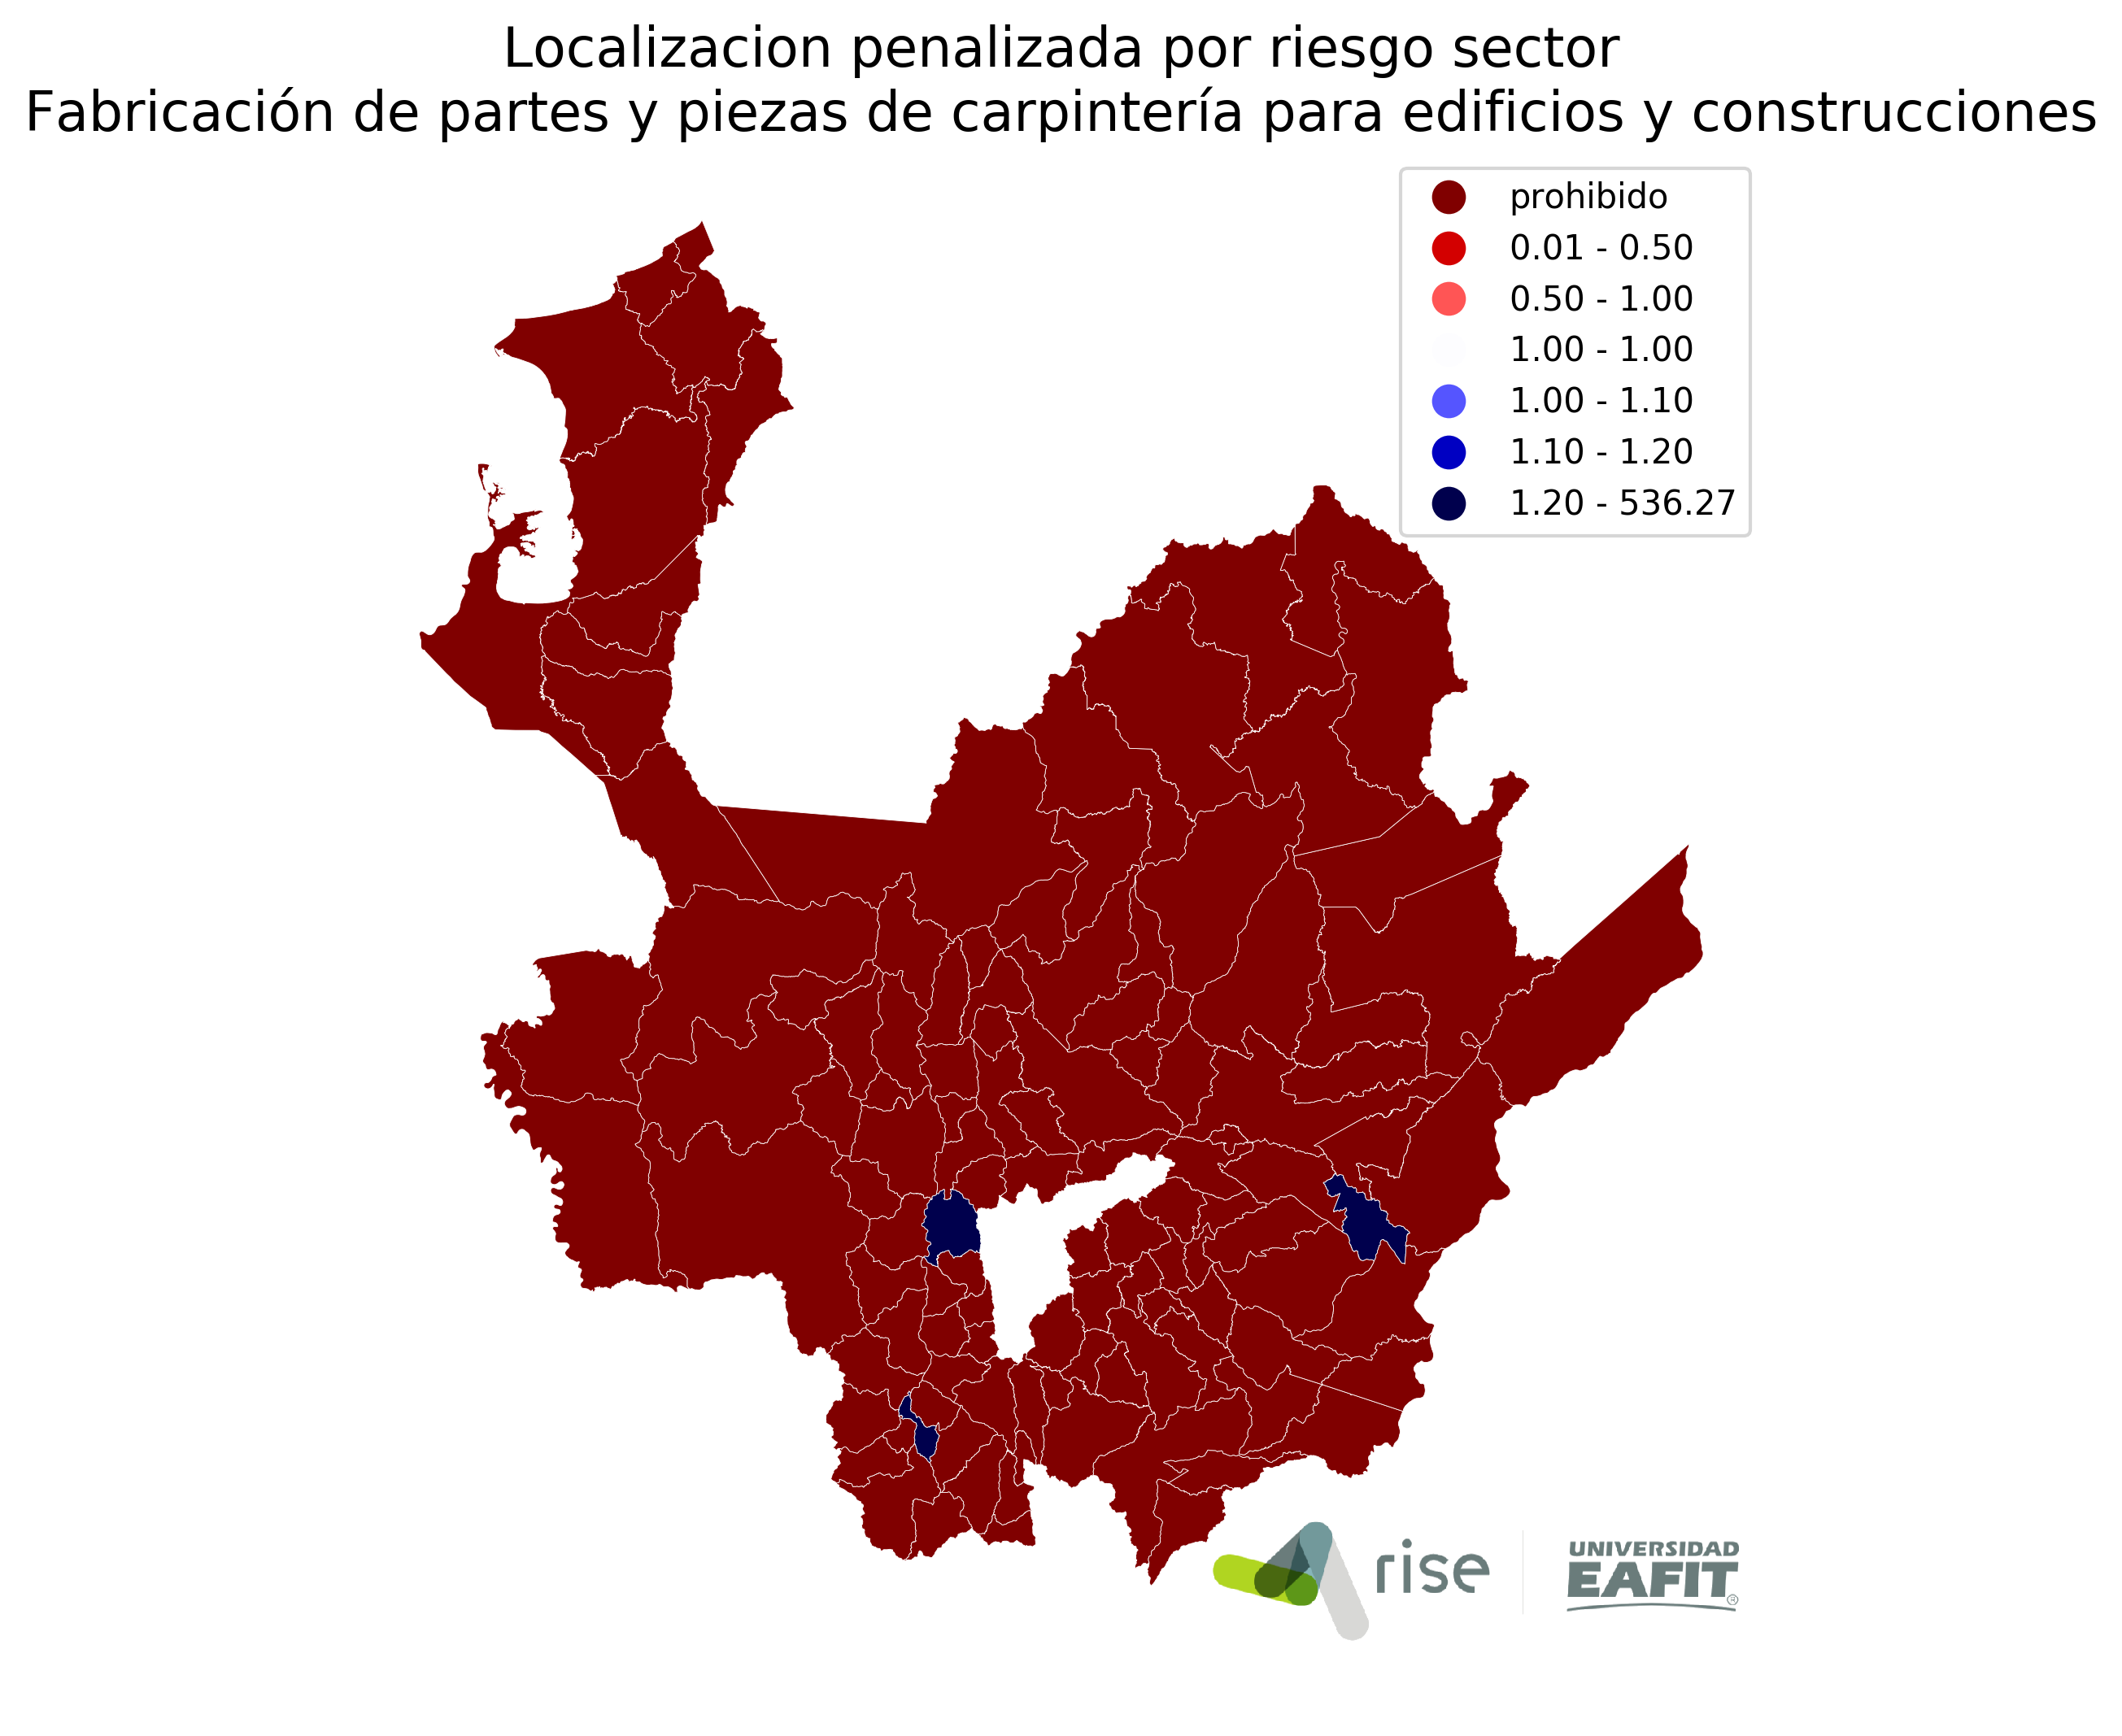 Localizacion penalizada por riesgo sector
Fabricación de partes y piezas de carpintería para edificios y construcciones
prohibido
0.01 - 0.50
0.50 - 1.00
1.00 - 1.00
1.00 - 1.10
1.10 - 1.20
1.20 - 536.27
rise
UNIVERSIDAD
EAFIT®